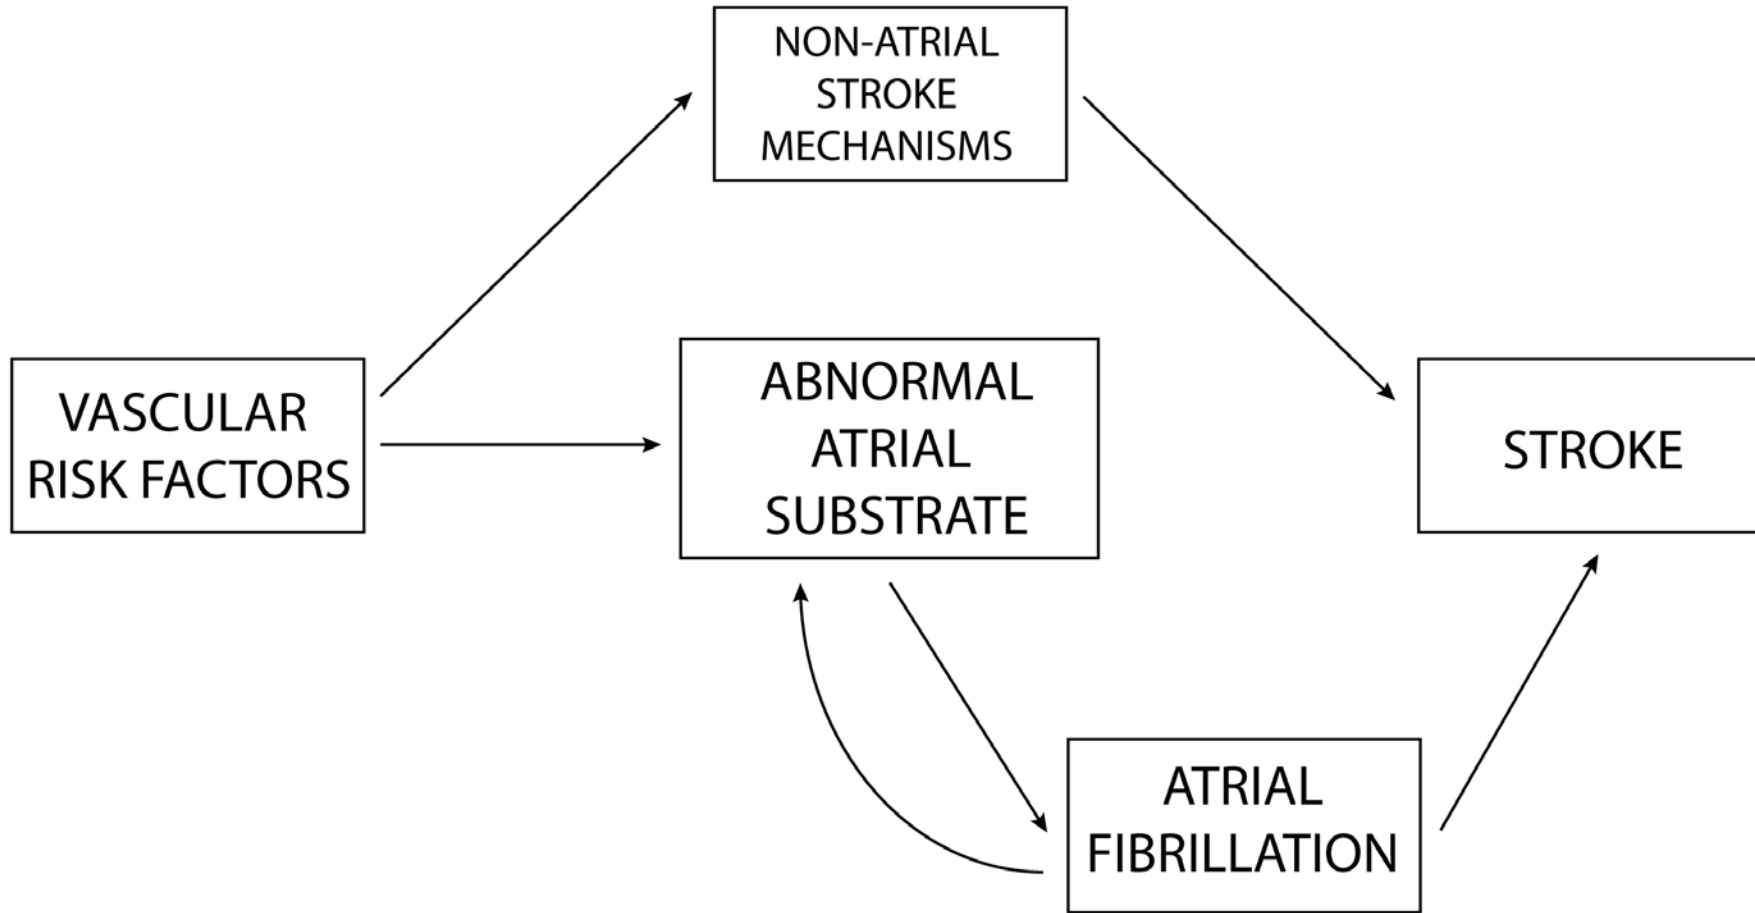 NON-ATRIAL
STROKE
MECHANISMS
VASCULAR
RISK FACTORS
ABNORMAL
ATRIAL
SUBSTRATE
STROKE
ATRIAL
FIBRILLATION